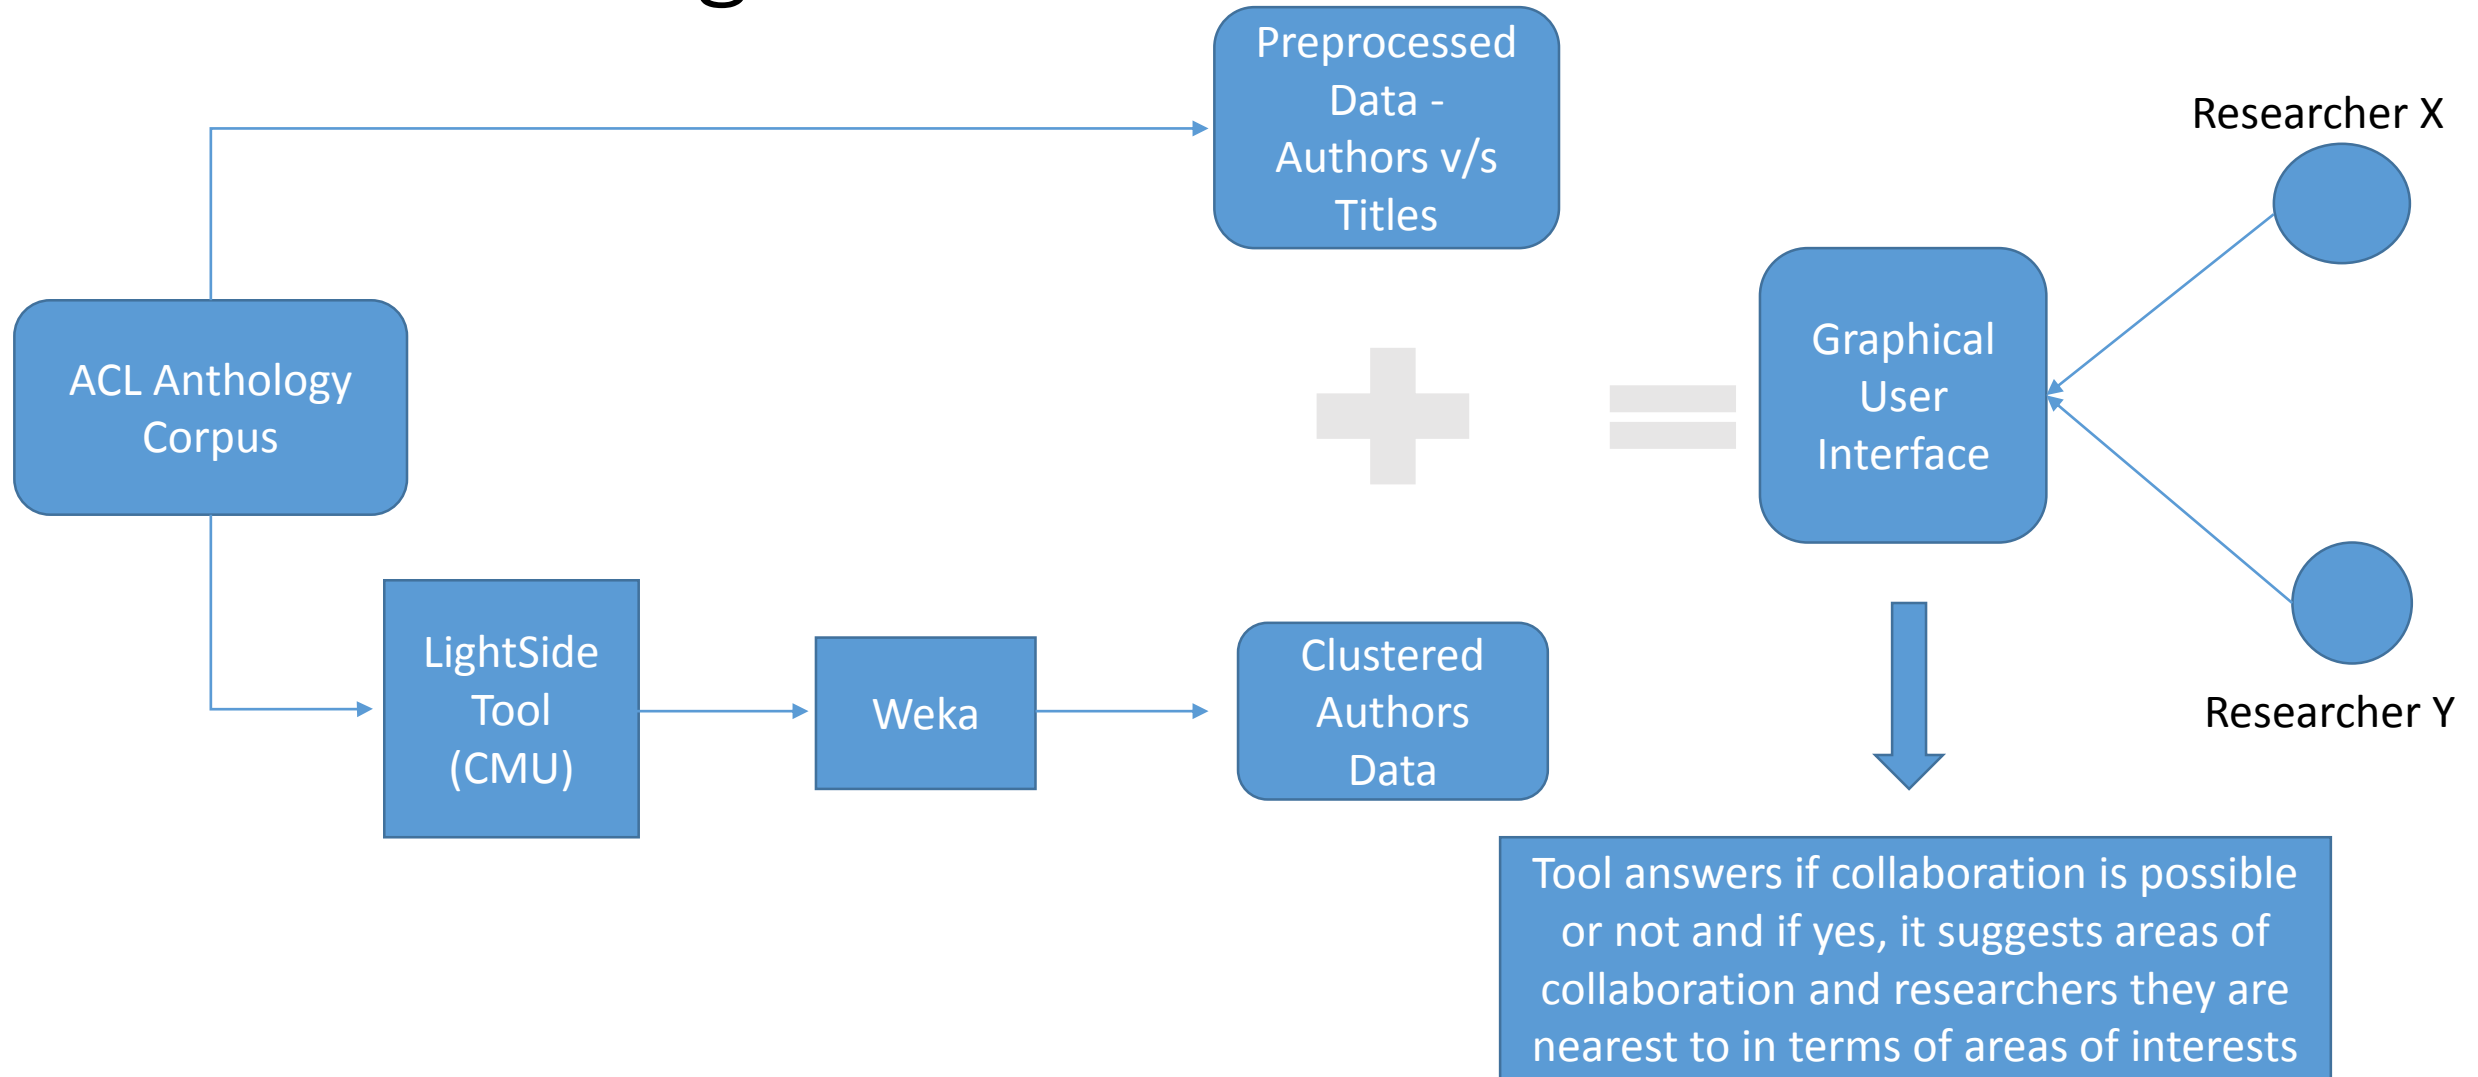 Preprocessed
Data -
Authors v/s
Titles
Researcher X
ACL Anthology
Corpus
Graphical
User
Interface
LightSide
Tool
(CMU)
Weka
Clustered
Authors
Data
Researcher Y
Tool answers if collaboration is possible
or not and if yes, it suggests areas of
collaboration and researchers they are
nearest to in terms of areas of interests